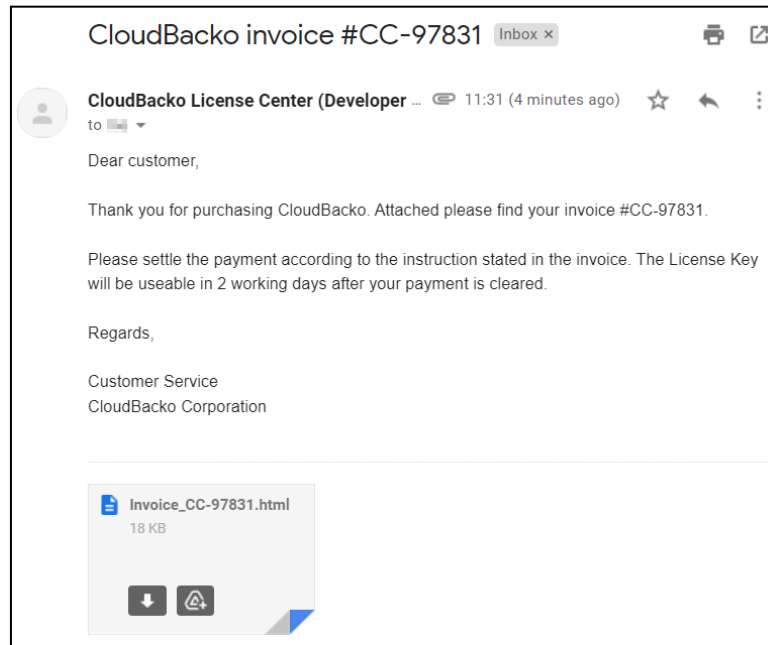 CloudBacko invoice #CC-97831 Inbox ×
CloudBacko License Center (Developer ... 11:31 (4 minutes ago)
to
Dear customer,
Thank you for purchasing CloudBacko. Attached please find your invoice #CC-97831.
Please settle the payment according to the instruction stated in the invoice. The License Key
will be useable in 2 working days after your payment is cleared.
Regards,
Customer Service
CloudBacko Corporation
Invoice_CC-97831.html
18 KB